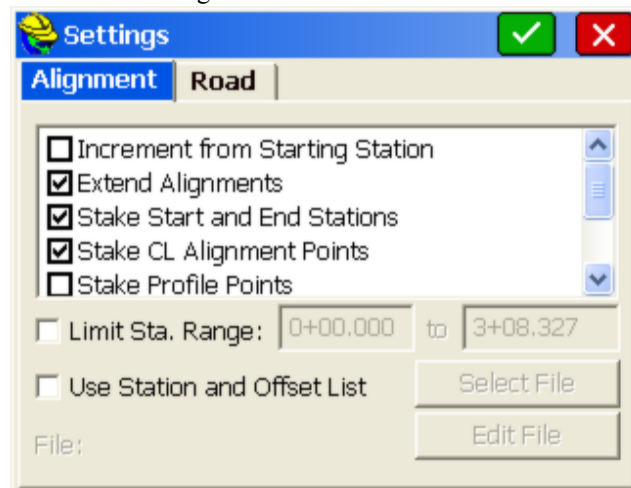 Settings
Alignment Road
Increment from Starting Station
Extend Alignments
Stake Start and End Stations
Stake CL Alignment Points
Stake Profile Points
Limit Sta. Range: 0+00.000 to 3+08.327
Use Station and Offset List Select File
File: Edit File